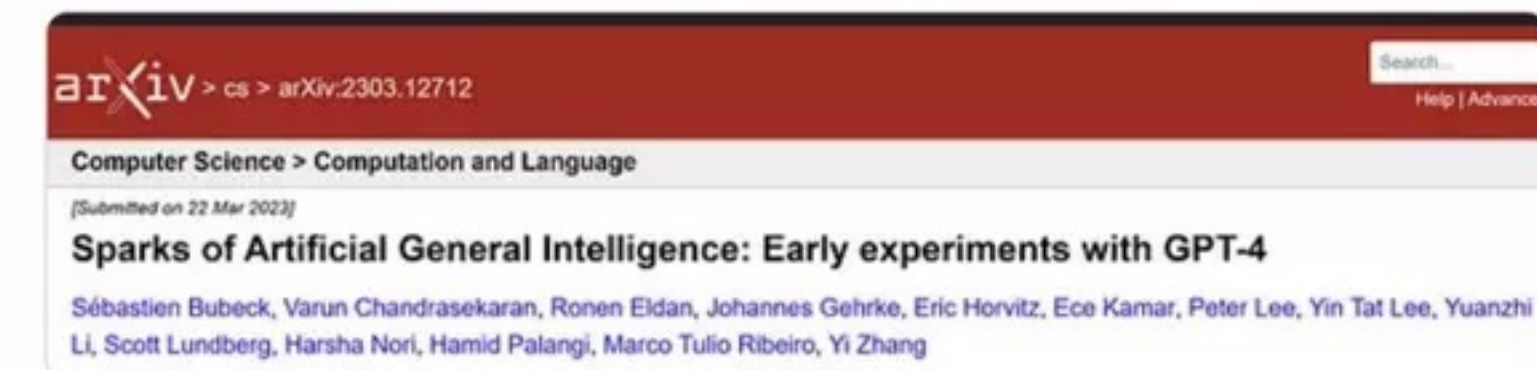 arXiv > cs > arXiv:2303.12712
Search...
Help | Advance
Computer Science > Computation and Language
[Submitted on 22 Mar 2023]
Sparks of Artificial General Intelligence: Early experiments with GPT-4
Sébastien Bubeck, Varun Chandrasekaran, Ronen Eldan, Johannes Gehrke, Eric Horvitz, Ece Kamar, Peter Lee, Yin Tat Lee, Yuanzhi
Li, Scott Lundberg, Harsha Nori, Hamid Palangi, Marco Tulio Ribeiro, Yi Zhang